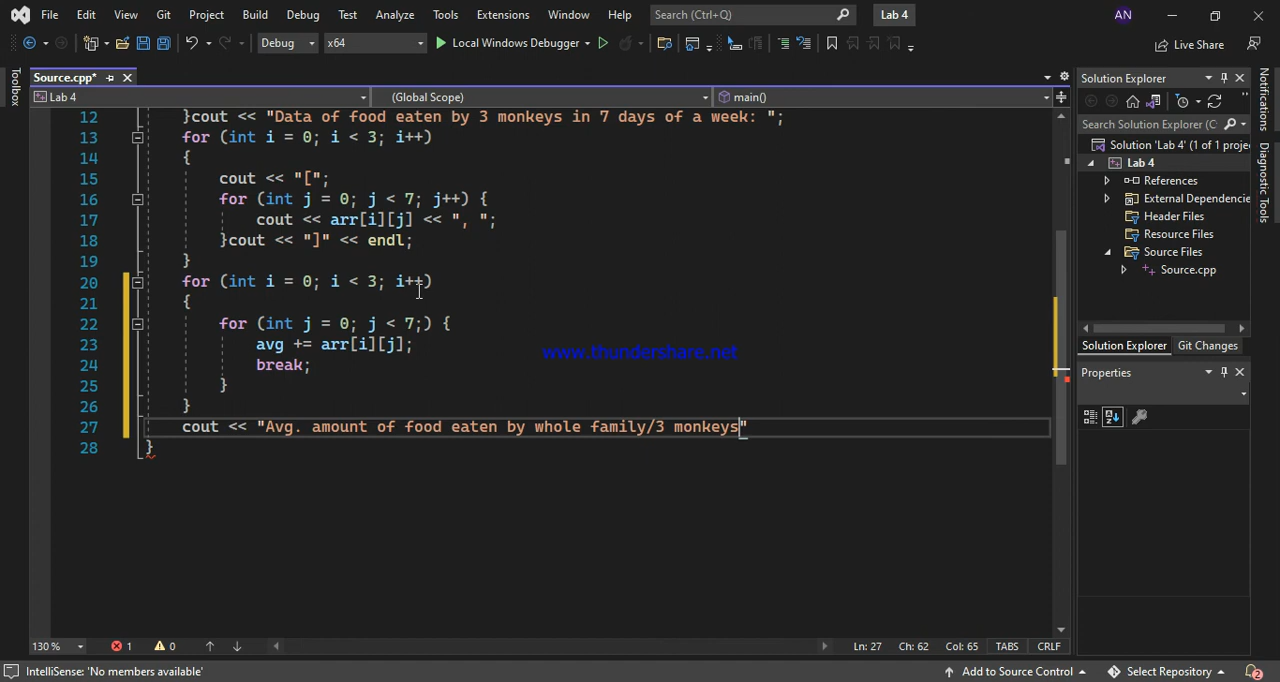 File Edit View Git Project Build Debug Test Analyze Tools Extensions Window Help Search (Ctrl+Q) Lab 4 AN
Debug x64 Local Windows Debugger Live Share
Toolbox
Source.cpp*
Lab 4 (Global Scope) main()
12 }cout << "Data of food eaten by 3 monkeys in 7 days of a week: ";
13 for (int i = 0; i < 3; i++)
14 {
15 cout << "[";
16 for (int j = 0; j < 7; j++) {
17 cout << arr[i][j] << ", ";
18 }cout << "]" << endl;
19 }
20 for (int i = 0; i < 3; i++)
21 {
22 for (int j = 0; j < 7;) {
23 avg += arr[i][j];
24 break;
25 }
26 }
27 cout << "Avg. amount of food eaten by whole family/3 monkeys"
28 }
www.thundershare.net
130 % 1 0 Ln: 27 Ch: 62 Col: 65 TABS CRLF
Solution Explorer
Search Solution Explorer (C
Solution 'Lab 4' (1 of 1 proje
Lab 4
References
External Dependencie
Header Files
Resource Files
Source Files
Source.cpp
Solution Explorer Git Changes
Properties
Notifications
Diagnostic Tools
IntelliSense: 'No members available' Add to Source Control Select Repository 2